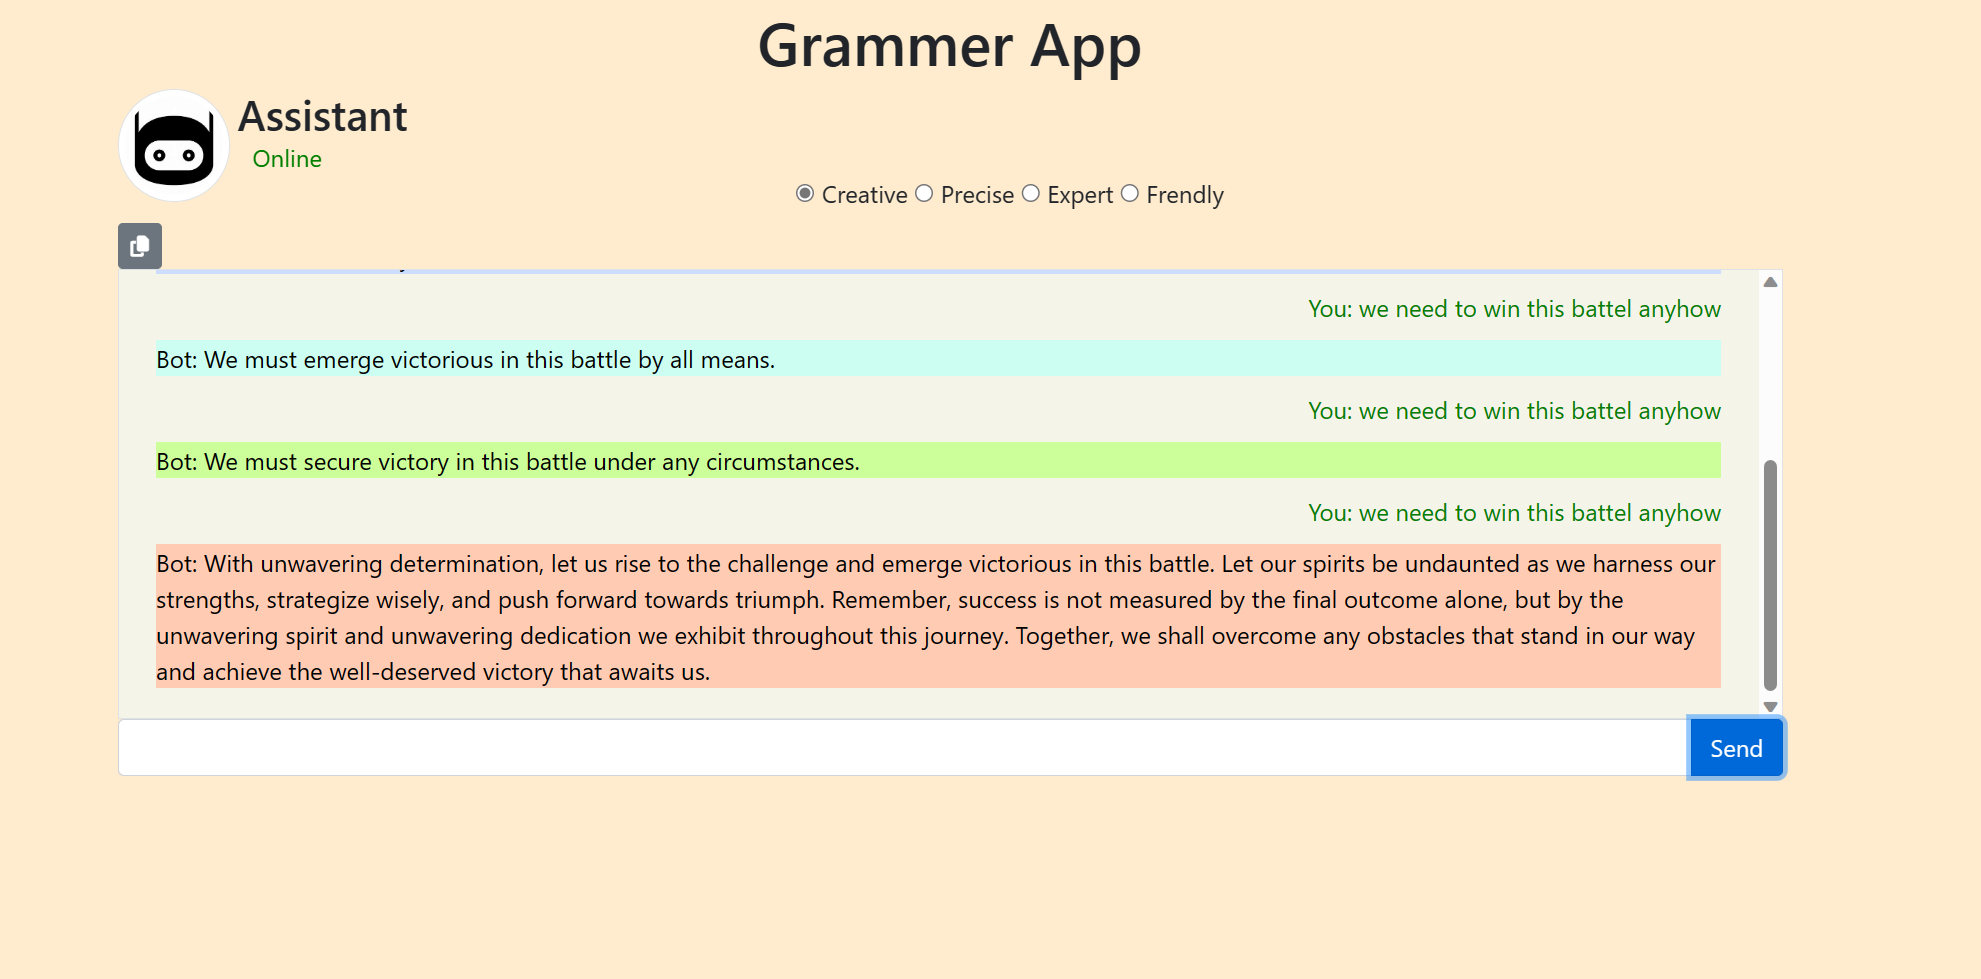 Grammer App
Assistant
Online
Creative Precise Expert Frendly
You: we need to win this battel anyhow
Bot: We must emerge victorious in this battle by all means.
You: we need to win this battel anyhow
Bot: We must secure victory in this battle under any circumstances.
You: we need to win this battel anyhow
Bot: With unwavering determination, let us rise to the challenge and emerge victorious in this battle. Let our spirits be undaunted as we harness our
strengths, strategize wisely, and push forward towards triumph. Remember, success is not measured by the final outcome alone, but by the
unwavering spirit and unwavering dedication we exhibit throughout this journey. Together, we shall overcome any obstacles that stand in our way
and achieve the well-deserved victory that awaits us.
Send